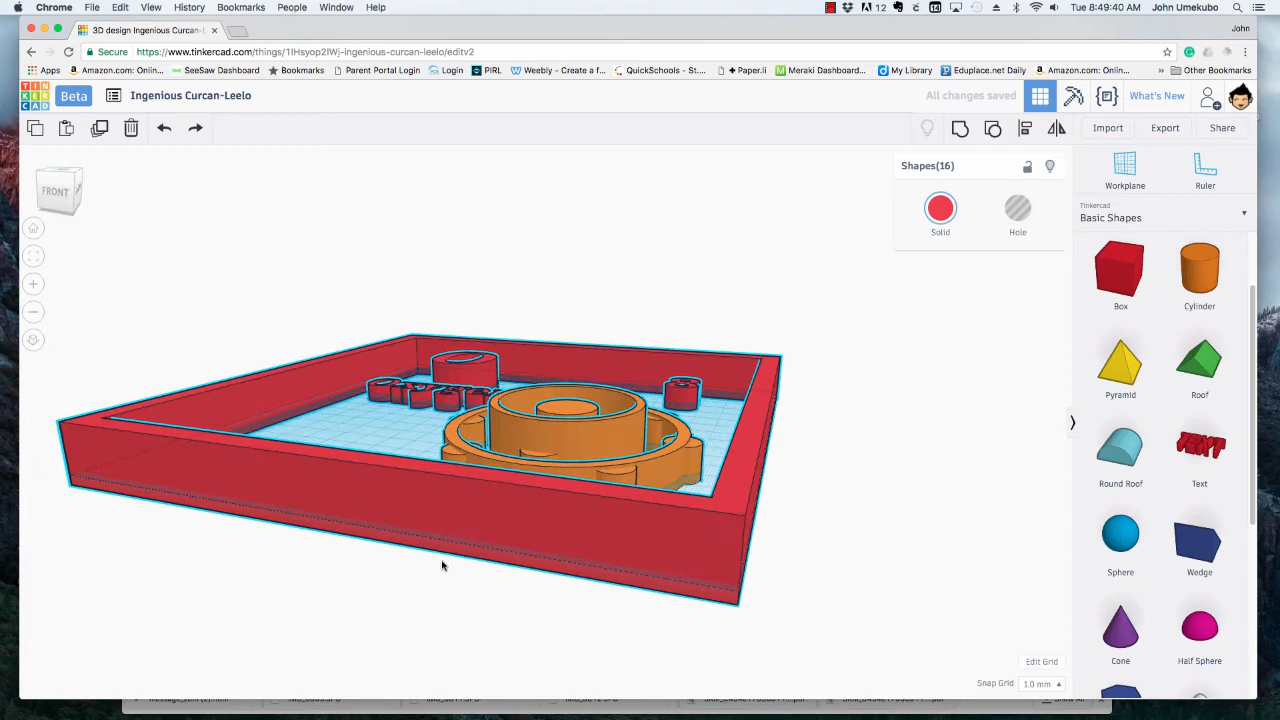 Chrome File Edit View History Bookmarks People Window Help 12 Tue 8:49:40 AM John Umekubo
3D design Ingenious Curcan-L John
Secure https://www.tinkercad.com/things/1IHsyop2IWj-ingenious-curcan-leelo/editv2
Apps Amazon.com: Onlin... SeeSaw Dashboard Bookmarks Parent Portal Login Login PIRL Weebly - Create a f... QuickSchools - St... Paper.li Meraki Dashboard... My Library Eduplace.net Daily Amazon.com: Onlin... Other Bookmarks
TIN KER CAD Beta Ingenious Curcan-Leelo All changes saved What's New
Import Export Share
Shapes(16)
Solid Hole
FRONT
Workplane Ruler
Tinkercad
Basic Shapes
Box Cylinder
Pyramid Roof
TEXT
Round Roof Text
Sphere Wedge
Cone Half Sphere
Edit Grid
Snap Grid 1.0 mm